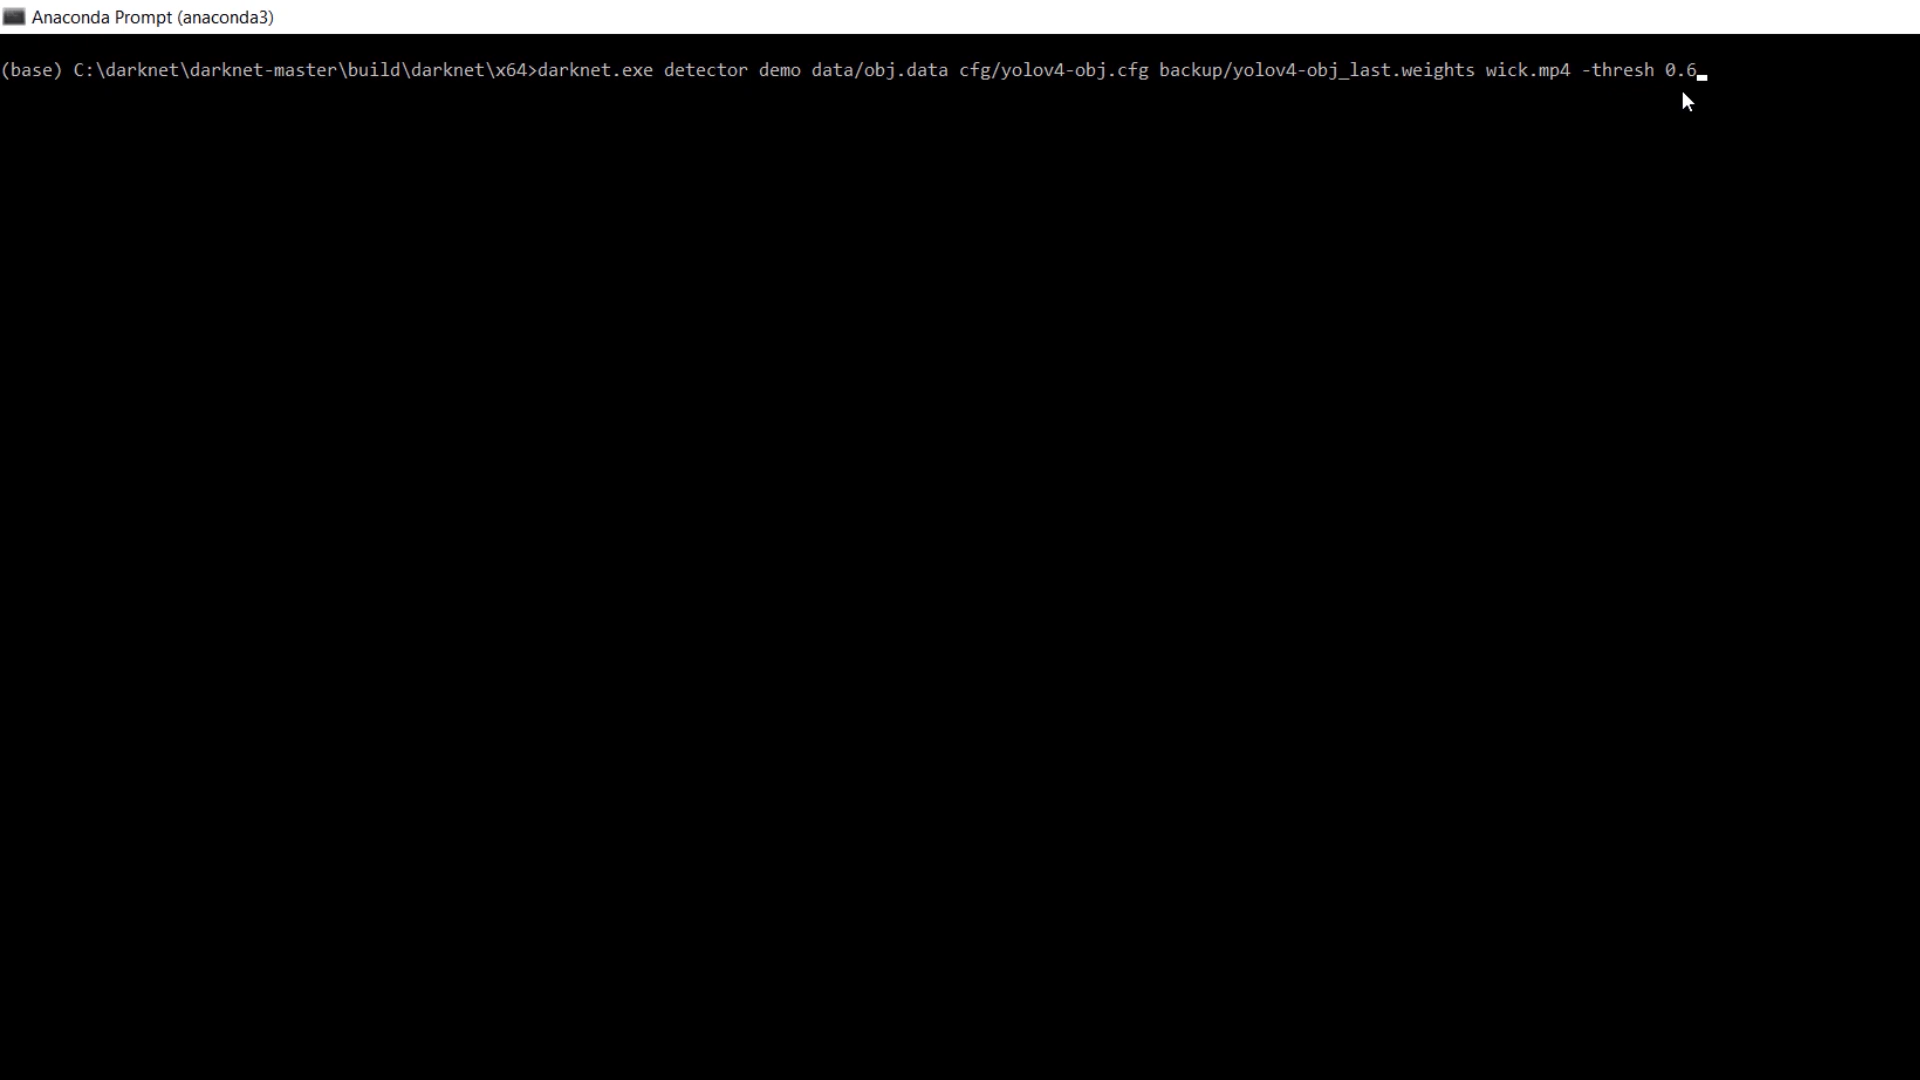 Anaconda Prompt (anaconda3)
(base) C:\darknet\darknet-master\build\darknet\x64>darknet.exe detector demo data/obj.data cfg/yolov4-obj.cfg backup/yolov4-obj_last.weights wick.mp4 -thresh 0.6